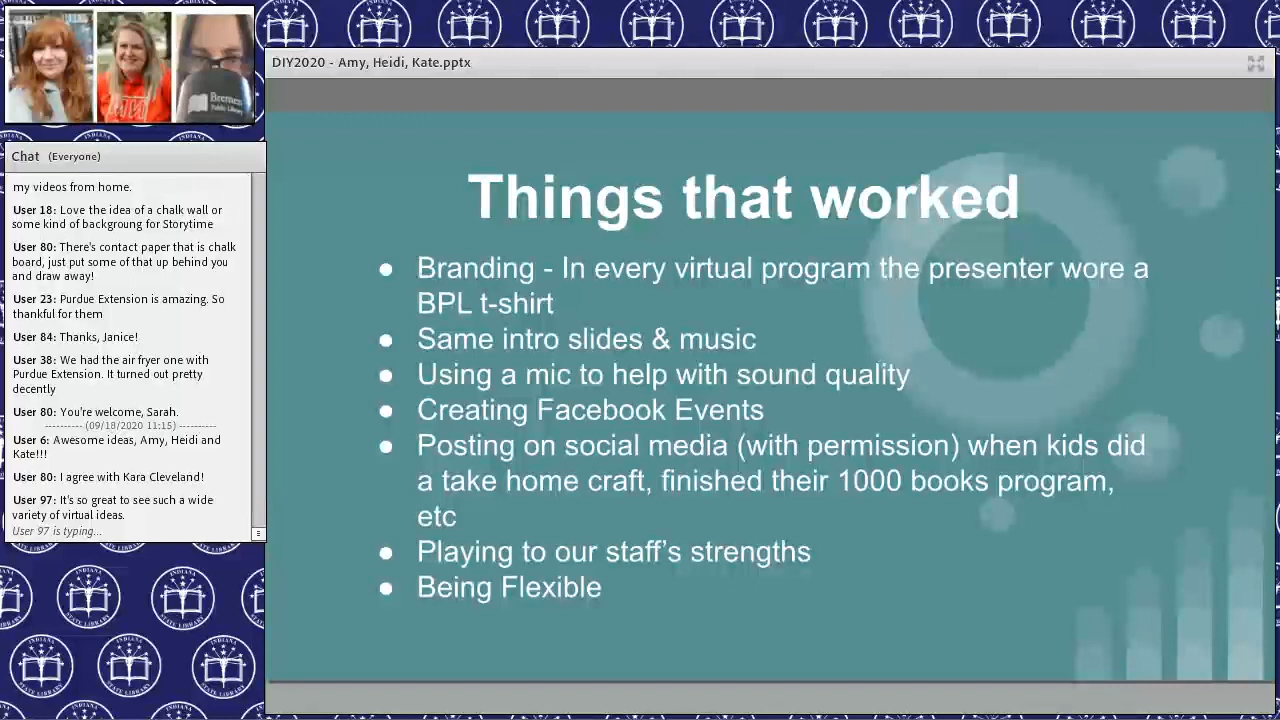 DIY2020 - Amy, Heidi, Kate.pptx
Bremen
Public Library
Chat (Everyone)
my videos from home.
User 18: Love the idea of a chalk wall or
some kind of backgroung for Storytime
User 80: There's contact paper that is chalk
board, just put some of that up behind you
and draw away!
User 23: Purdue Extension is amazing. So
thankful for them
User 84: Thanks, Janice!
User 38: We had the air fryer one with
Purdue Extension. It turned out pretty
decently
User 80: You're welcome, Sarah.
---------- (09/18/2020 11:15) ----------
User 6: Awesome ideas, Amy, Heidi and
Kate!!!
User 80: I agree with Kara Cleveland!
User 97: It's so great to see such a wide
variety of virtual ideas.
User 97 is typing...
Things that worked
● Branding - In every virtual program the presenter wore a
BPL t-shirt
● Same intro slides & music
● Using a mic to help with sound quality
● Creating Facebook Events
● Posting on social media (with permission) when kids did
a take home craft, finished their 1000 books program,
etc
● Playing to our staff's strengths
● Being Flexible
INDIANA
STATE LIBRARY